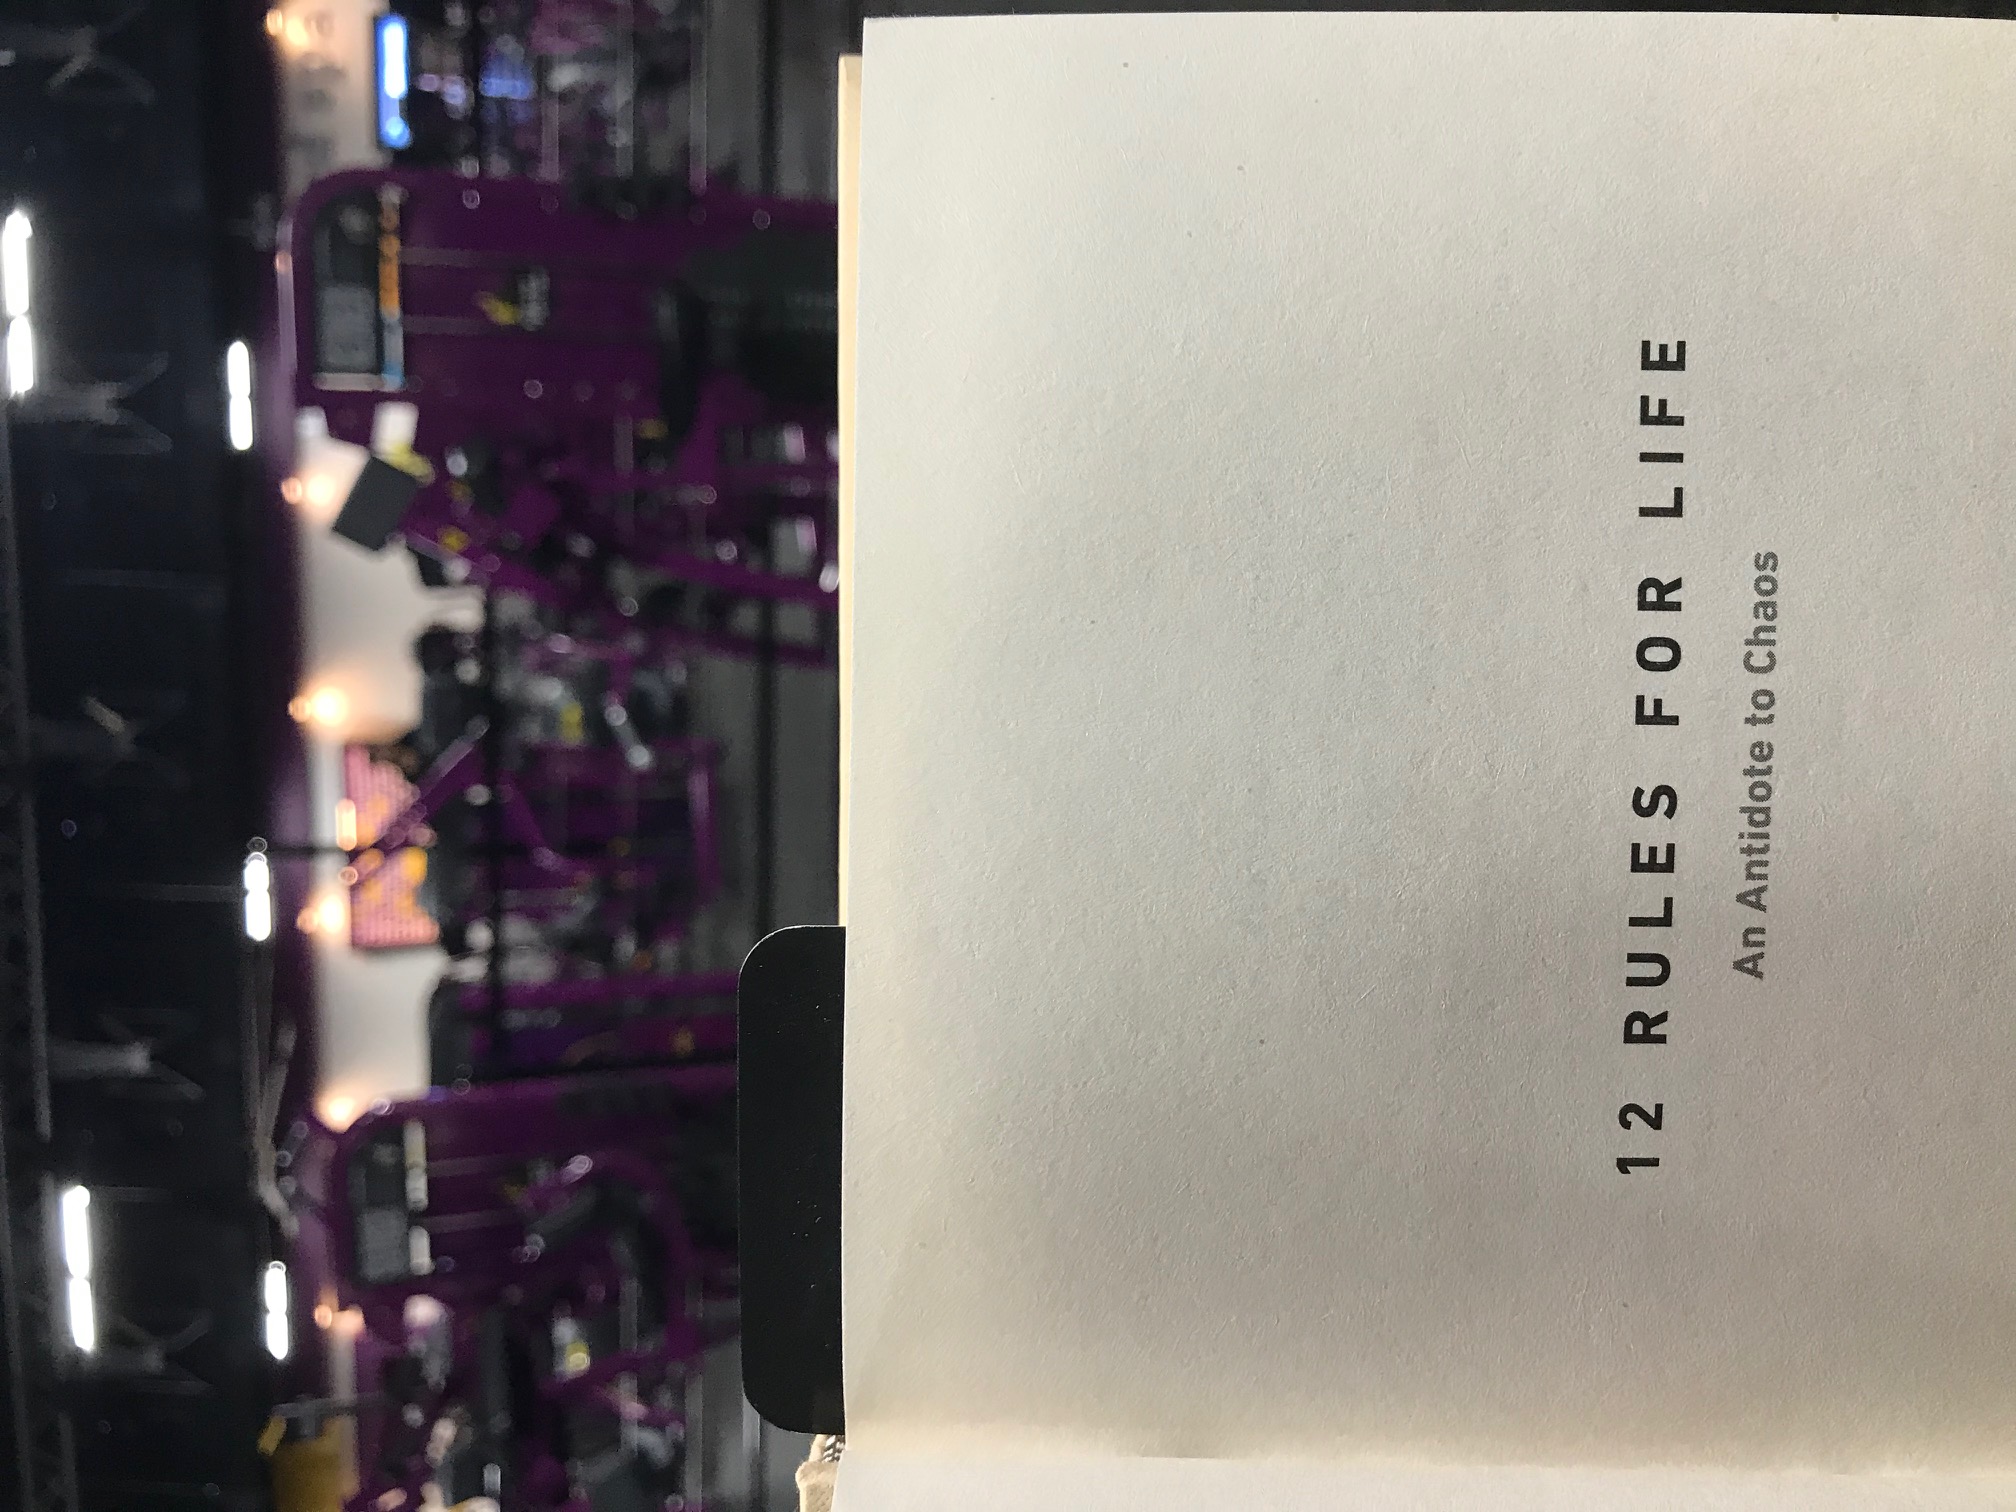 12 RULES FOR LIFE
An Antidote to Chaos